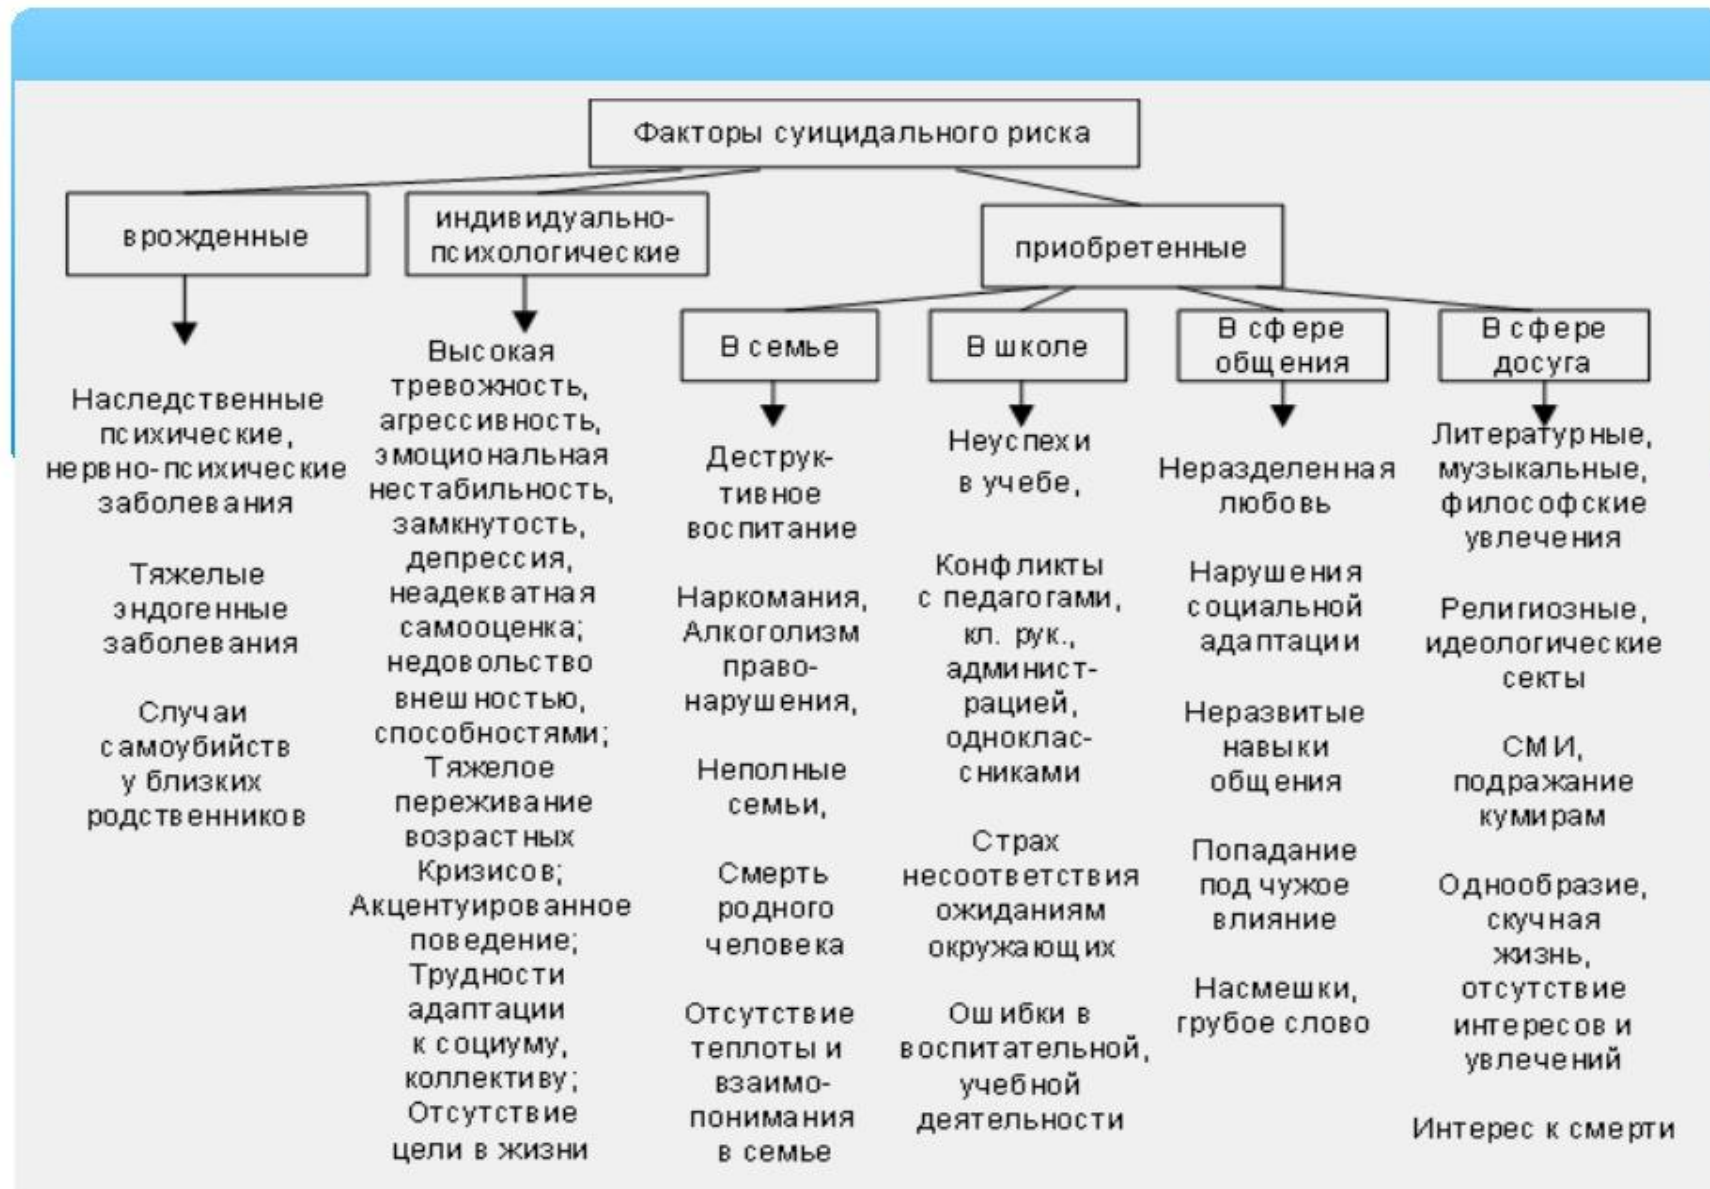 Факторы суицидального риска
врожденные
Наследственные
психические,
нервно-психические
заболевания
Тяжелые
эндогенные
заболевания
Случаи
самоубийств
у близких
родственников
индивидуально-
психологические
Высокая
тревожность,
агрессивность,
эмоциональная
нестабильность,
замкнутость,
депрессия,
неадекватная
самооценка;
недовольство
внешностью,
способностями;
Тяжелое
переживание
возрастных
Кризисов;
Акцентуированное
поведение;
Трудности
адаптации
к социуму,
коллективу;
Отсутствие
цели в жизни
приобретенные
В семье
Деструк-
тивное
воспитание
Наркомания,
Алкоголизм
право-
нарушения,
Неполные
семьи,
Смерть
родного
человека
Отсутствие
теплоты и
взаимо-
понимания
в семье
В школе
Неуспехи
в учебе,
Конфликты
с педагогами,
кл. рук.,
админист-
рацией,
одноклас-
сниками
Страх
несоответствия
ожиданиям
окружающих
Ошибки в
воспитательной,
учебной
деятельности
В сфере
общения
Неразделенная
любовь
Нарушения
социальной
адаптации
Неразвитые
навыки
общения
Попадание
под чужое
влияние
Насмешки,
грубое слово
В сфере
досуга
Литературные,
музыкальные,
философские
увлечения
Религиозные,
идеологические
секты
СМИ,
подражание
кумирам
Однообразие,
скучная
жизнь,
отсутствие
интересов и
увлечений
Интерес к смерти